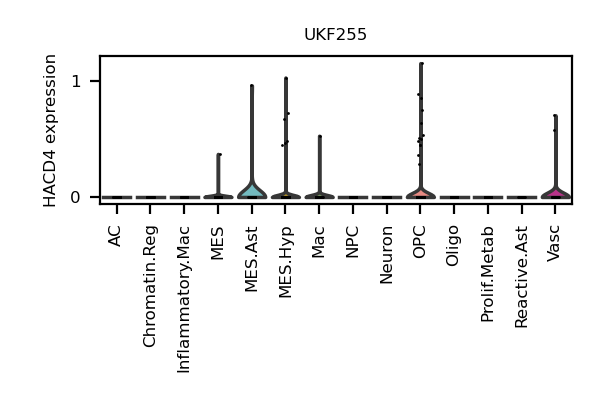 UKF255
HACD4 expression
1
0
AC
Chromatin.Reg
Inflammatory.Mac
MES
MES.Ast
MES.Hyp
Mac
NPC
Neuron
OPC
Oligo
Prolif.Metab
Reactive.Ast
Vasc